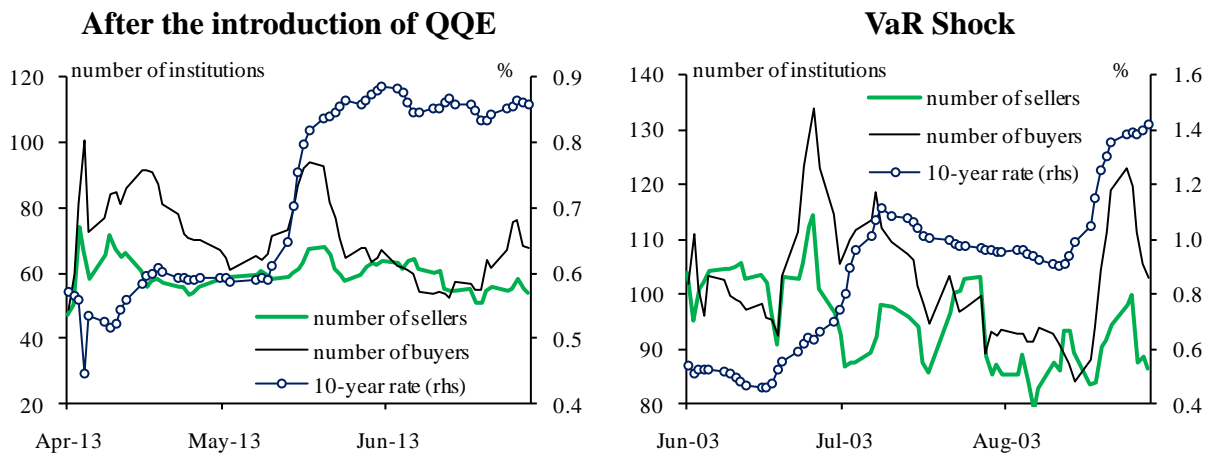 After the introduction of QQE
number of institutions
%
120
100
80
60
40
20
0.9
0.8
0.7
0.6
0.5
0.4
number of sellers
number of buyers
10-year rate (rhs)
Apr-13
May-13
Jun-13
VaR Shock
number of institutions
%
140
130
120
110
100
90
80
1.6
1.4
1.2
1.0
0.8
0.6
0.4
number of sellers
number of buyers
10-year rate (rhs)
Jun-03
Jul-03
Aug-03